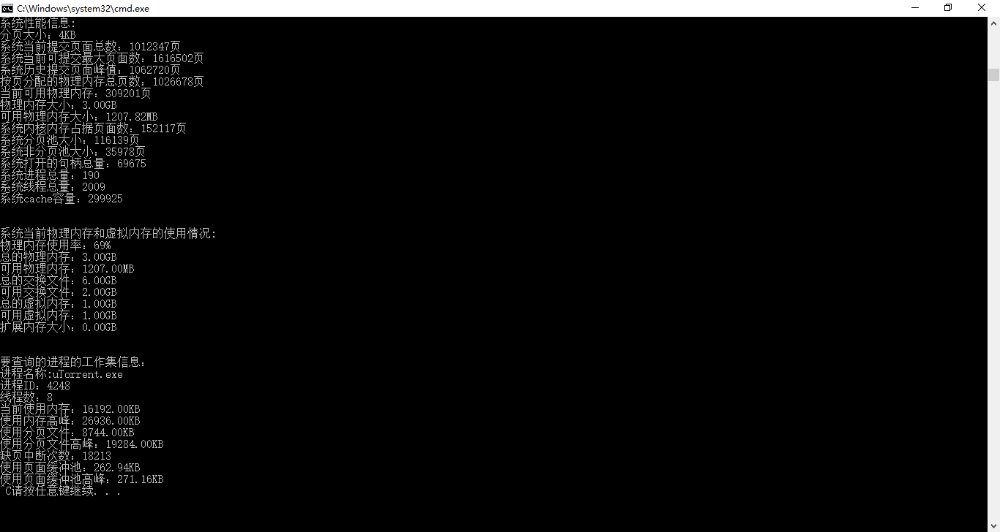 C:\Windows\system32\cmd.exe
系统性能信息:
分页大小：4KB
系统当前提交页面总数：1012347页
系统当前可提交最大页面数：1616502页
系统历史提交页面峰值：1062720页
按页分配的物理内存总页数：1026678页
当前可用物理内存：309201页
物理内存大小：3.00GB
可用物理内存大小：1207.82MB
系统内核内存占据页面数：152117页
系统分页池大小：116139页
系统非分页池大小：35978页
系统打开的句柄总量：69675
系统进程总量：190
系统线程总量：2009
系统cache容量：299925
系统当前物理内存和虚拟内存的使用情况:
物理内存使用率：69%
总的物理内存：3.00GB
可用物理内存：1207.00MB
总的交换文件：6.00GB
可用交换文件：2.00GB
总的虚拟内存：1.00GB
可用虚拟内存：1.00GB
扩展内存大小：0.00GB
要查询的进程的工作集信息：
进程名称:uTorrent.exe
进程ID：4248
线程数：8
当前使用内存：16192.00KB
使用内存高峰：26936.00KB
使用分页文件：8744.00KB
使用分页文件高峰：19284.00KB
缺页中断次数：18213
使用页面缓冲池：262.94KB
使用页面缓冲池高峰：271.16KB
^C请按任意键继续. . .